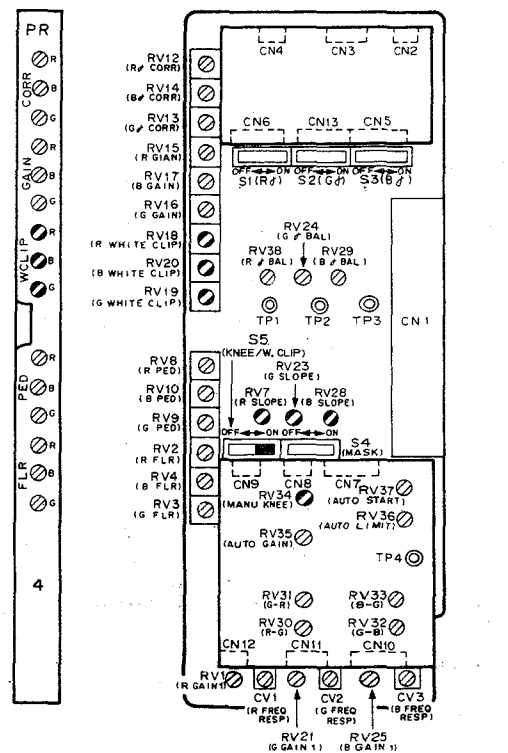 PR
R
B
G
CORR
R
B
G
GAIN
R
B
G
WCLIP
R
B
G
PED
R
B
G
FLR
4
CN4
CN3
CN2
RV12
(R♂ CORR)
RV14
(B♂ CORR)
RV13
(G♂ CORR)
CN6
CN13
CN5
RV15
(R GIAN)
OFF↔ON
OFF↔ON
OFF↔ON
S1(R♂)
S2(G♂)
S3(B♂)
RV17
(B GAIN)
RV16
(G GAIN)
RV18
(R WHITE CLIP)
RV20
(B WHITE CLIP)
RV19
(G WHITE CLIP)
RV24
(G ♂ BAL)
RV38
(R ♂ BAL)
RV29
(B ♂ BAL)
TP1
TP2
TP3
CN1
S5
(KNEE/W. CLIP)
RV23
(G SLOPE)
RV8
(R PED)
RV10
(B PED)
RV9
(G PED)
RV7
(R SLOPE)
RV28
(B SLOPE)
OFF↔ON
OFF↔ON
S4
(MASK)
RV2
(R FLR)
RV4
(B FLR)
RV3
(G FLR)
CN9
CN8
CN7
RV34
(MANU KNEE)
RV37
(AUTO START)
RV36
(AUTO LIMIT)
RV35
(AUTO GAIN)
TP4
RV31
(G-R)
RV33
(B-G)
RV30
(R-G)
RV32
(G-B)
CN12
CN11
CN10
RV1
(R GAIN1)
CV1
(R FREQ
RESP)
CV2
(G FREQ
RESP)
CV3
(B FREQ
RESP)
RV21
(G GAIN 1)
RV25
(B GAIN 1)